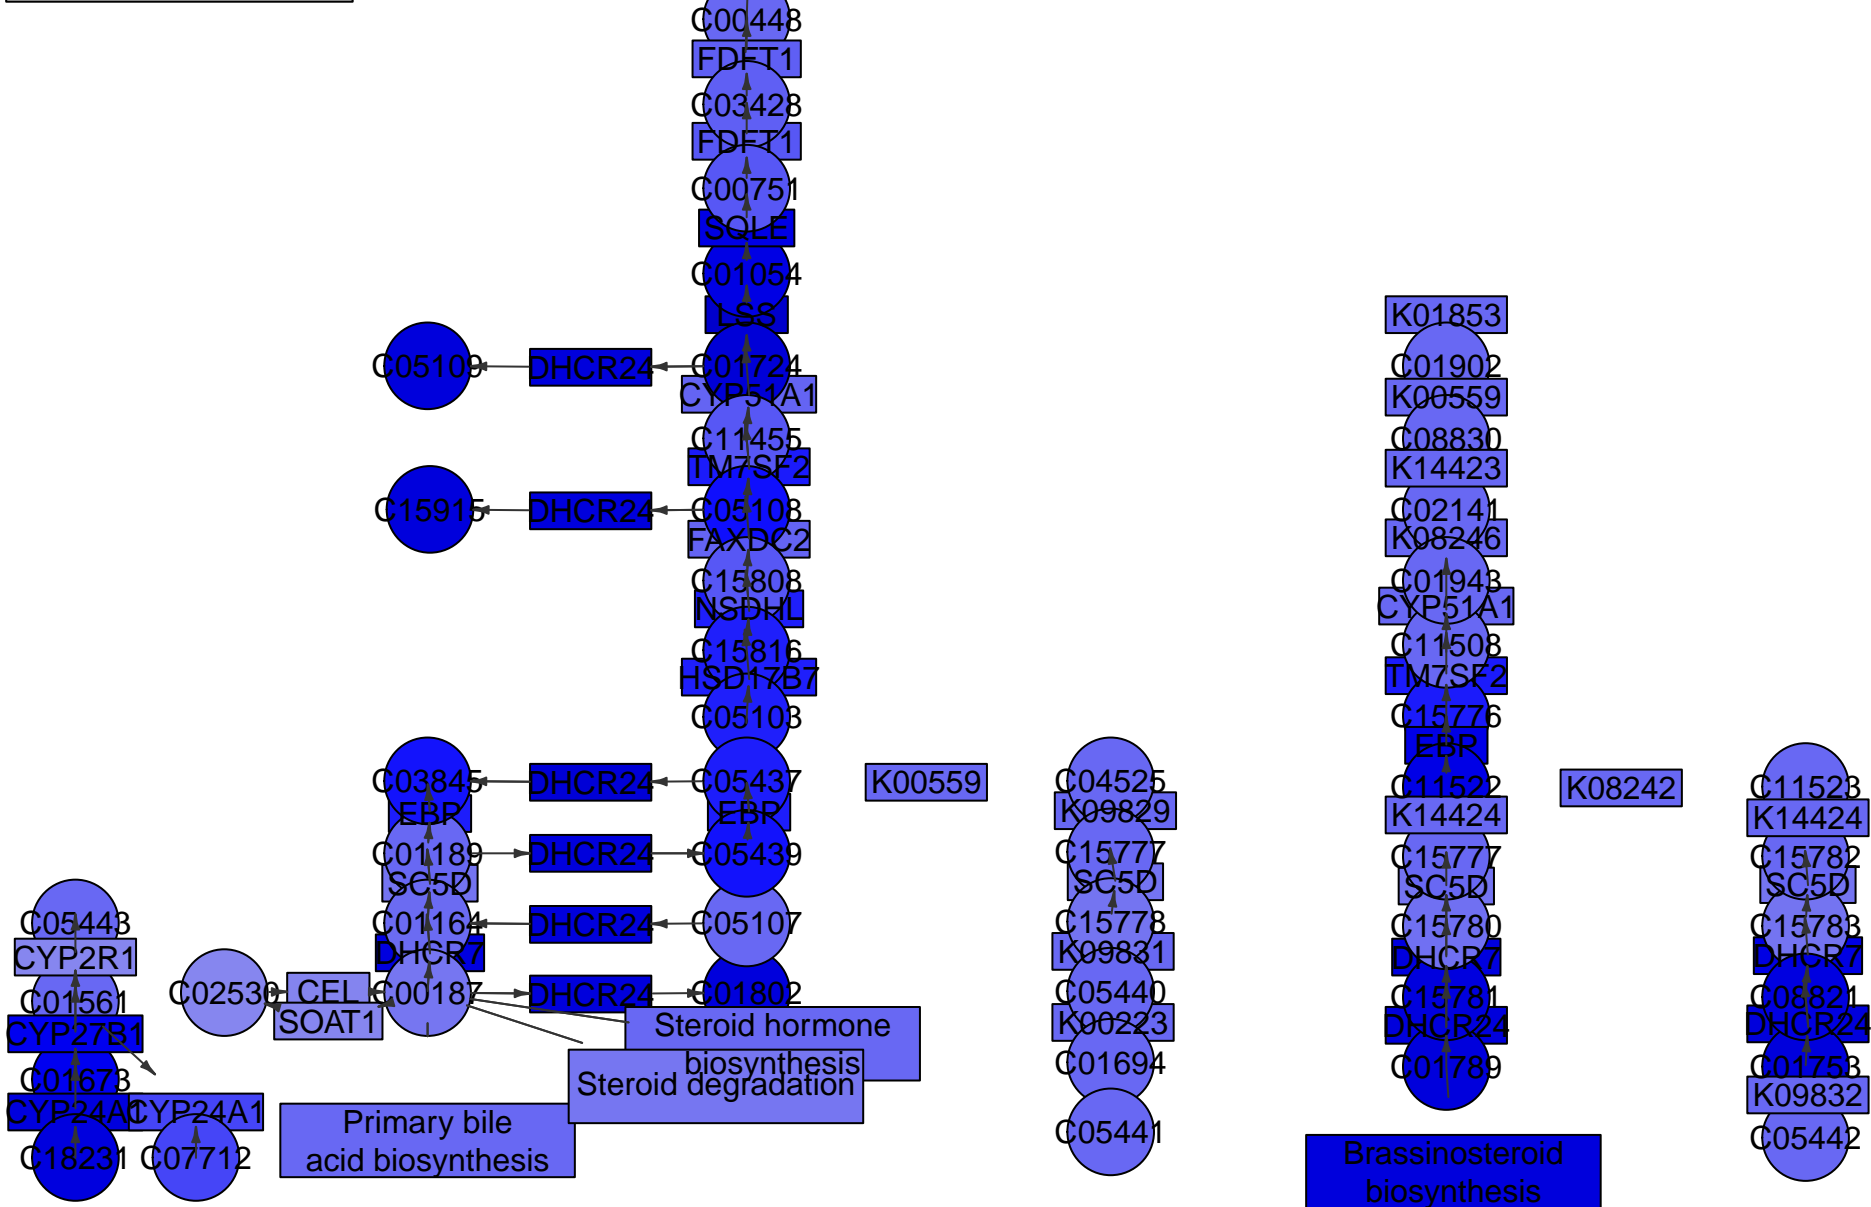 C00448
FDFT1
C03428
FDFT1
C00751
SQLE
C01054
LSS
C05109
DHCR24
C01724
CYP51A1
C11455
TM7SF2
C15915
DHCR24
C05108
FAXDC2
C15808
NSDHL
C15816
HSD17B7
C05103
C03845
DHCR24
C05437
EBP
EBP
C01189
DHCR24
C05439
SC5D
C01164
DHCR24
C05107
DHCR7
C02530
CEL
SOAT1
C00187
DHCR24
C01802
C05443
CYP2R1
C01561
CYP27B1
C01673
CYP24A1
CYP24A1
C18231
C07712
Steroid hormone
biosynthesis
Steroid degradation
Primary bile
acid biosynthesis
K00559
C04525
K09829
C15777
SC5D
C15778
K09831
C05440
K00223
C01694
C05441
K01853
C01902
K00559
C08830
K14423
C02141
K08246
C01943
CYP51A1
C11508
TM7SF2
C15776
EBP
C11522
K14424
C15777
SC5D
C15780
DHCR7
C15781
DHCR24
C01789
Brassinosteroid
biosynthesis
K08242
C11523
K14424
C15782
SC5D
C15783
DHCR7
C08821
DHCR24
C01753
K09832
C05442